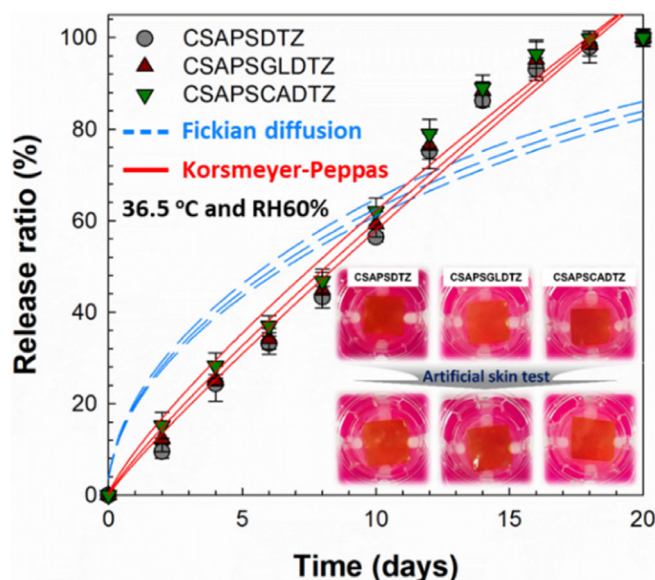 100
80
60
40
20
0
Release ratio (%)
CSAPSDTZ
CSAPSGLDTZ
CSAPSCADTZ
Fickian diffusion
Korsmeyer-Peppas
36.5 °C and RH60%
CSAPSDTZ CSAPSGLDTZ CSAPSCADTZ
Artificial skin test
0 5 10 15 20
Time (days)